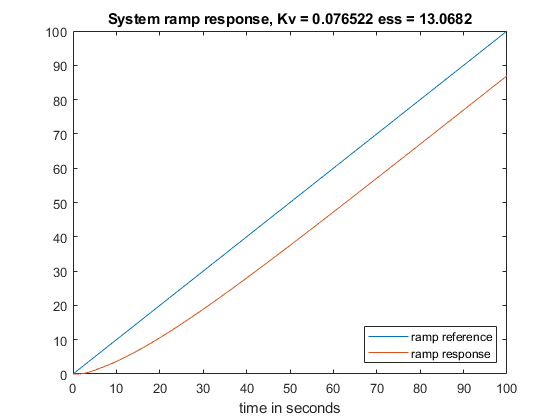 System ramp response, Kv = 0.076522 ess = 13.0682
100
90
80
70
60
50
40
30
20
10
0
0 10 20 30 40 50 60 70 80 90 100
ramp reference
ramp response
time in seconds